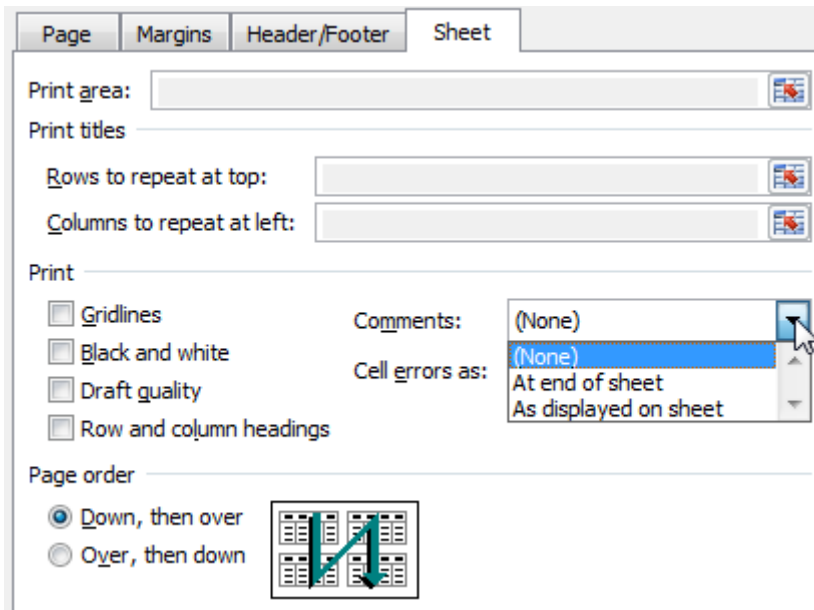 Page Margins Header/Footer Sheet
Print area:
Print titles
Rows to repeat at top:
Columns to repeat at left:
Print
Gridlines
Black and white
Draft quality
Row and column headings
Comments: (None)
Cell errors as:
(None)
At end of sheet
As displayed on sheet
Page order
Down, then over
Over, then down